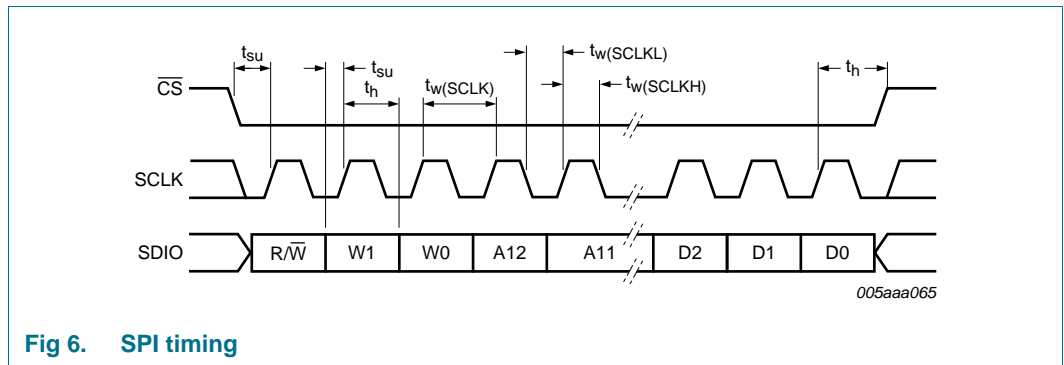 tsu tsu tw(SCLKL) th
CS th tw(SCLK) tw(SCLKH)
SCLK
SDIO R/W W1 W0 A12 A11 D2 D1 D0
005aaa065
Fig 6. SPI timing